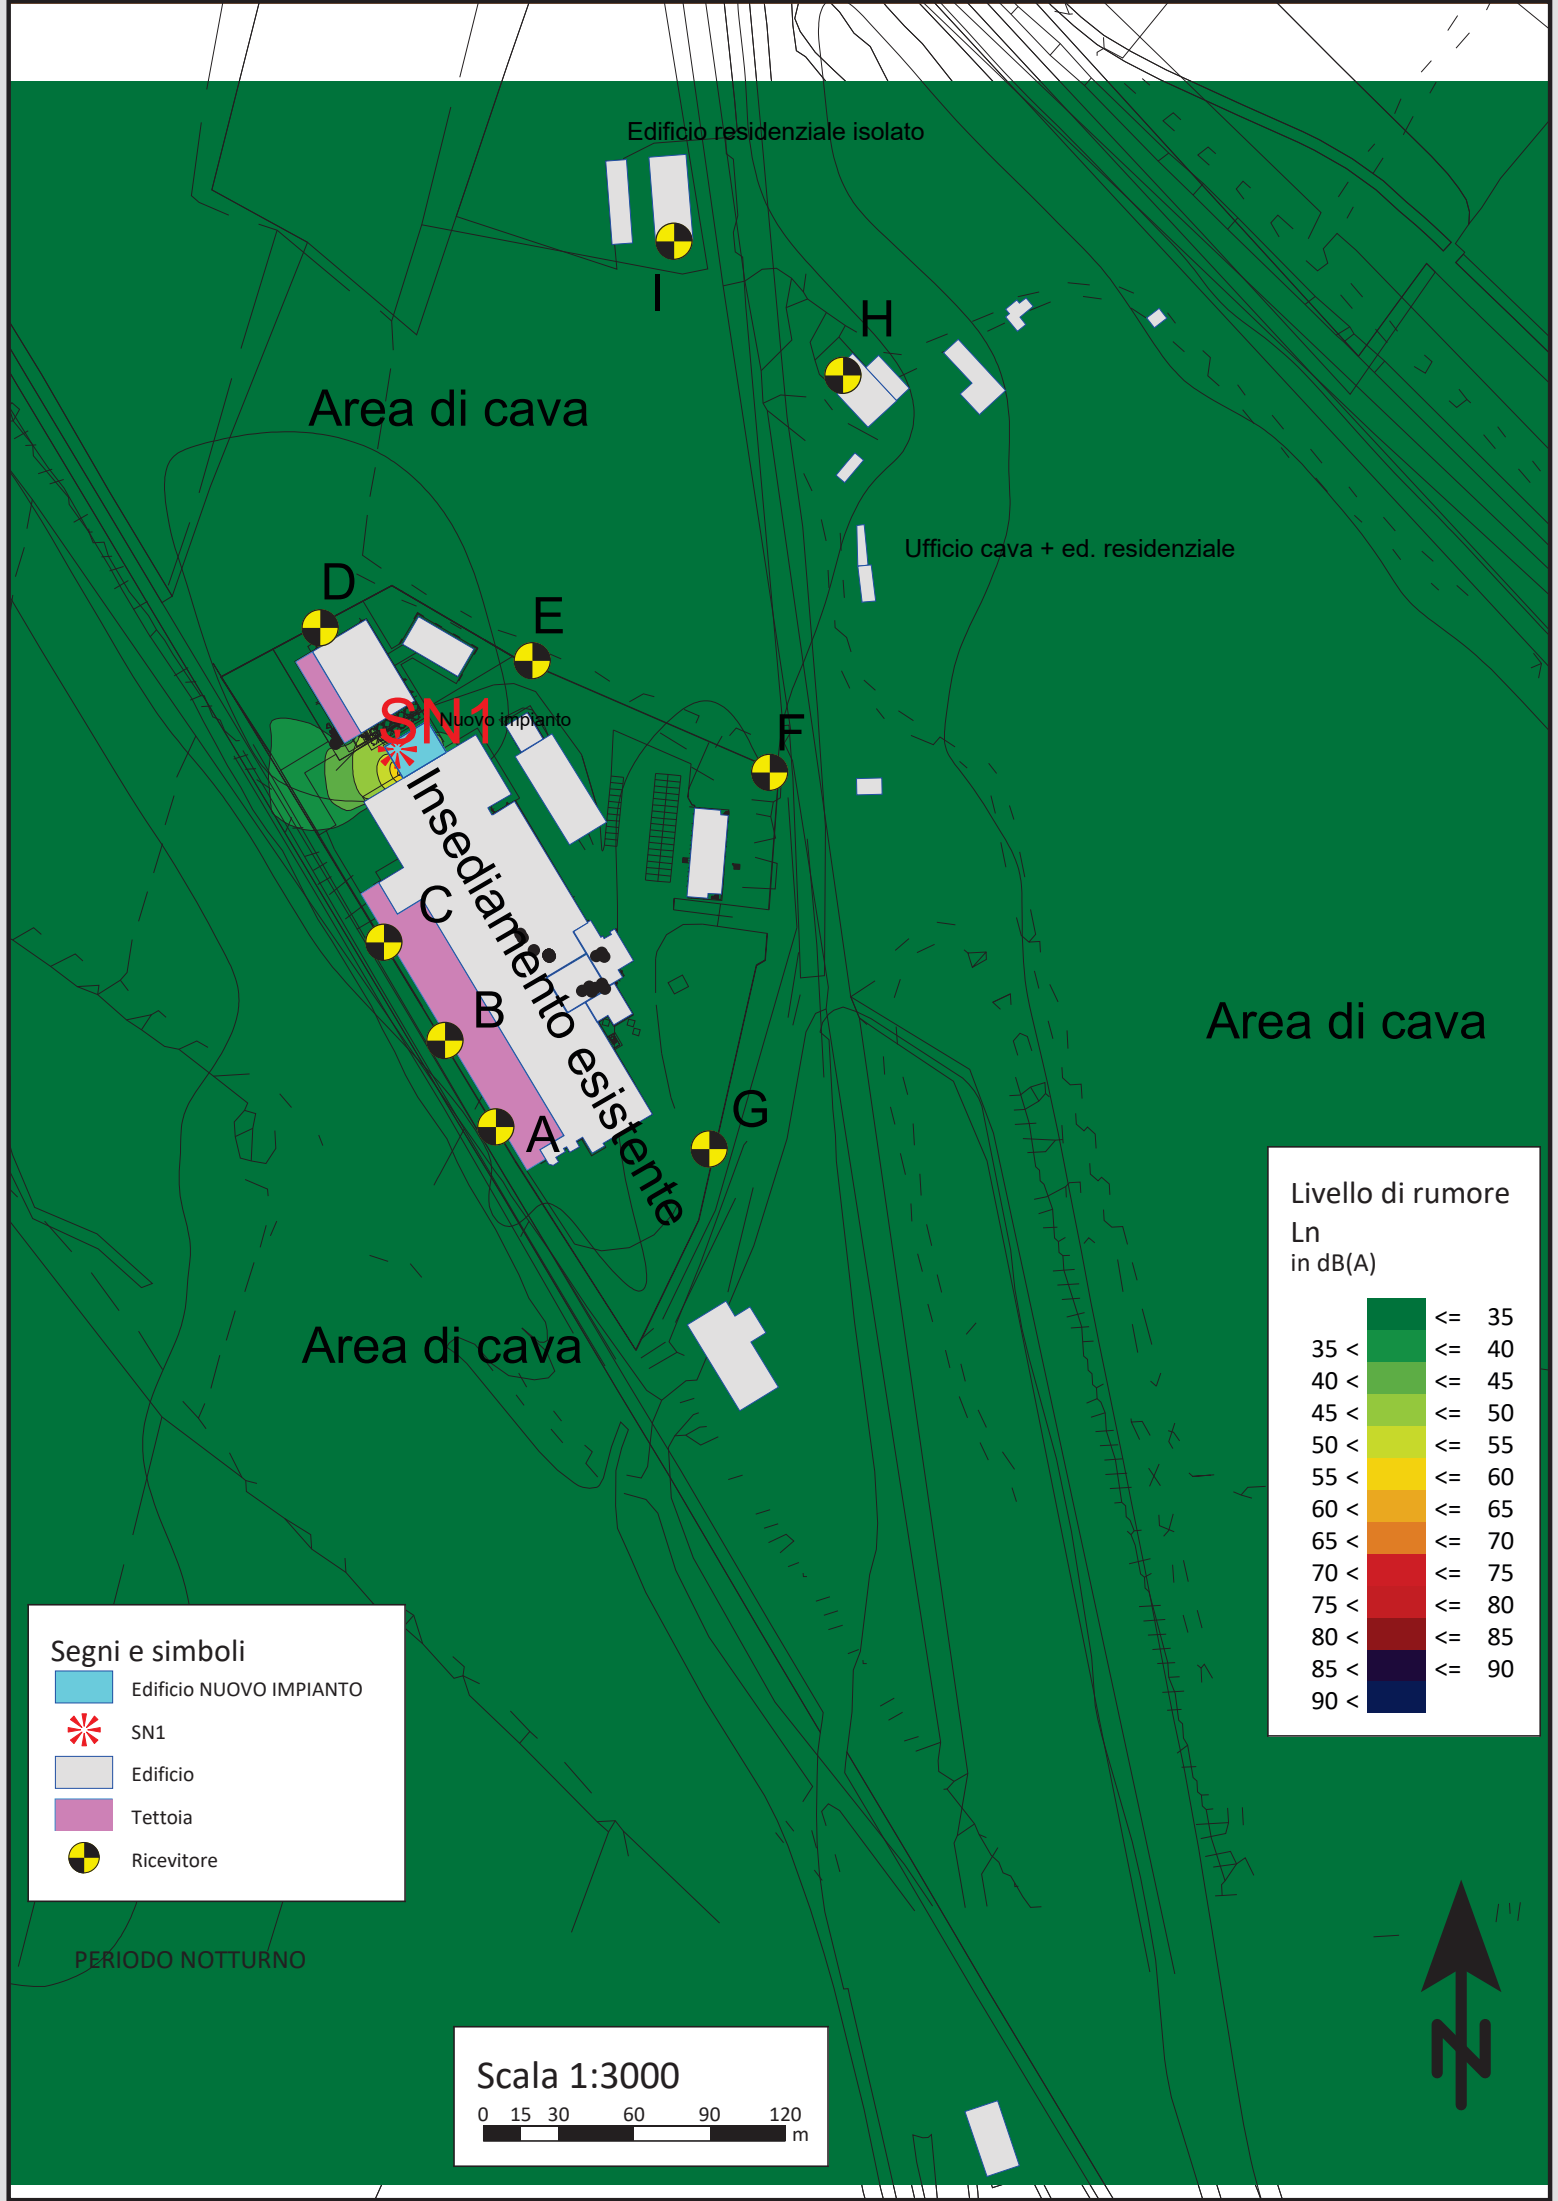 Edificio residenziale isolato
I
H
Area di cava
Ufficio cava + ed. residenziale
D
E
SN1
Nuovo impianto
F
Insediamento esistente
C
B
A
G
Area di cava
Area di cava
Livello di rumore
Ln
in dB(A)
<= 35
35 < <= 40
40 < <= 45
45 < <= 50
50 < <= 55
55 < <= 60
60 < <= 65
65 < <= 70
70 < <= 75
75 < <= 80
80 < <= 85
85 < <= 90
90 <
Segni e simboli
Edificio NUOVO IMPIANTO
SN1
Edificio
Tettoia
Ricevitore
PERIODO NOTTURNO
Scala 1:3000
0 15 30 60 90 120
m
N